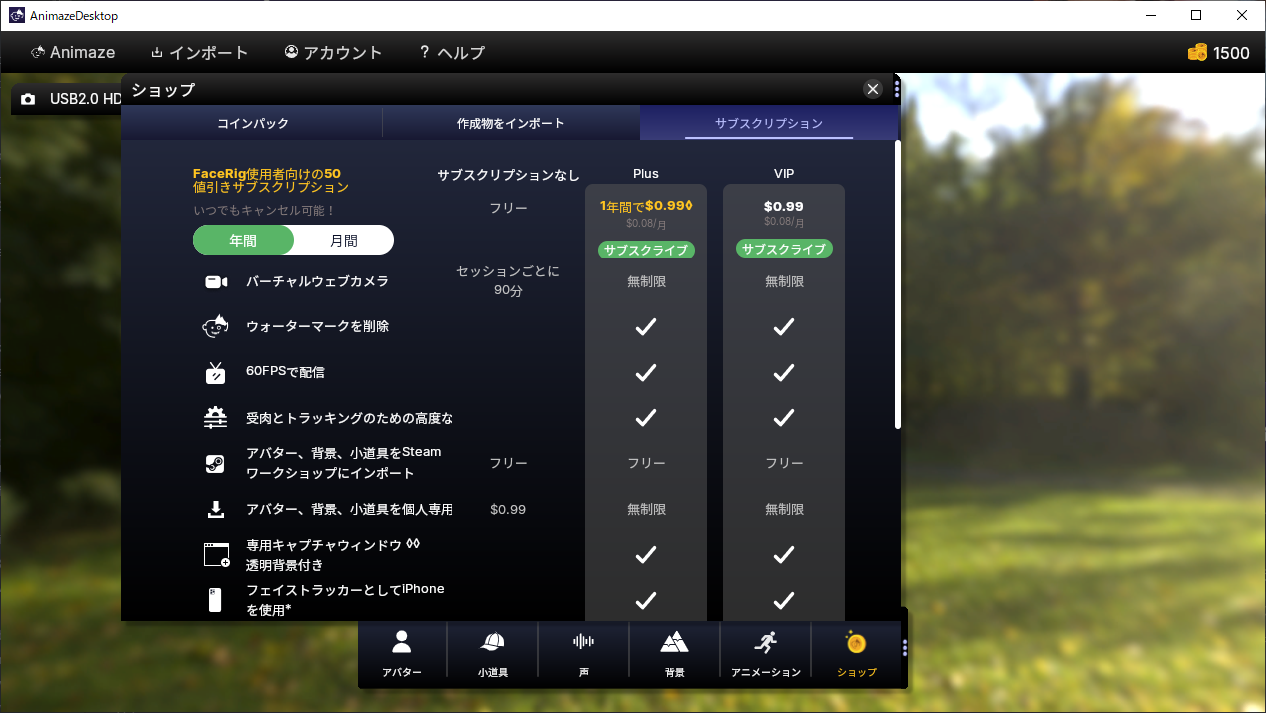 AnimazeDesktop
Animaze
インポート
アカウント
? ヘルプ
1500
USB2.0 HD
ショップ
コインパック
作成物をインポート
サブスクリプション
FaceRig使用者向けの50
値引きサブスクリプション
いつでもキャンセル可能！
年間
月間
サブスクリプションなし
フリー
Plus
1年間で$0.99◊
$0.08/月
サブスクライブ
VIP
$0.99
$0.08/月
サブスクライブ
バーチャルウェブカメラ
セッションごとに
90分
無制限
無制限
ウォーターマークを削除
60FPSで配信
受肉とトラッキングのための高度な
アバター、背景、小道具をSteam
ワークショップにインポート
フリー
フリー
フリー
アバター、背景、小道具を個人専用
$0.99
無制限
無制限
専用キャプチャウィンドウ ◊◊
透明背景付き
フェイストラッカーとしてiPhone
を使用*
アバター
小道具
声
背景
アニメーション
ショップ